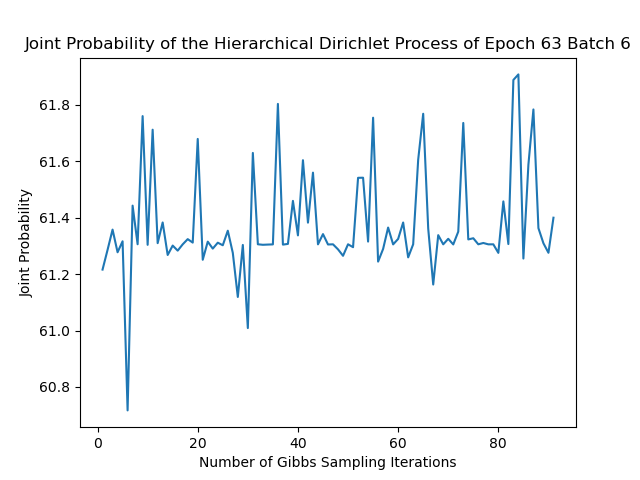 Joint Probability of the Hierarchical Dirichlet Process of Epoch 63 Batch 6
61.8
61.6
61.4
61.2
61.0
60.8
Joint Probability
0 20 40 60 80
Number of Gibbs Sampling Iterations